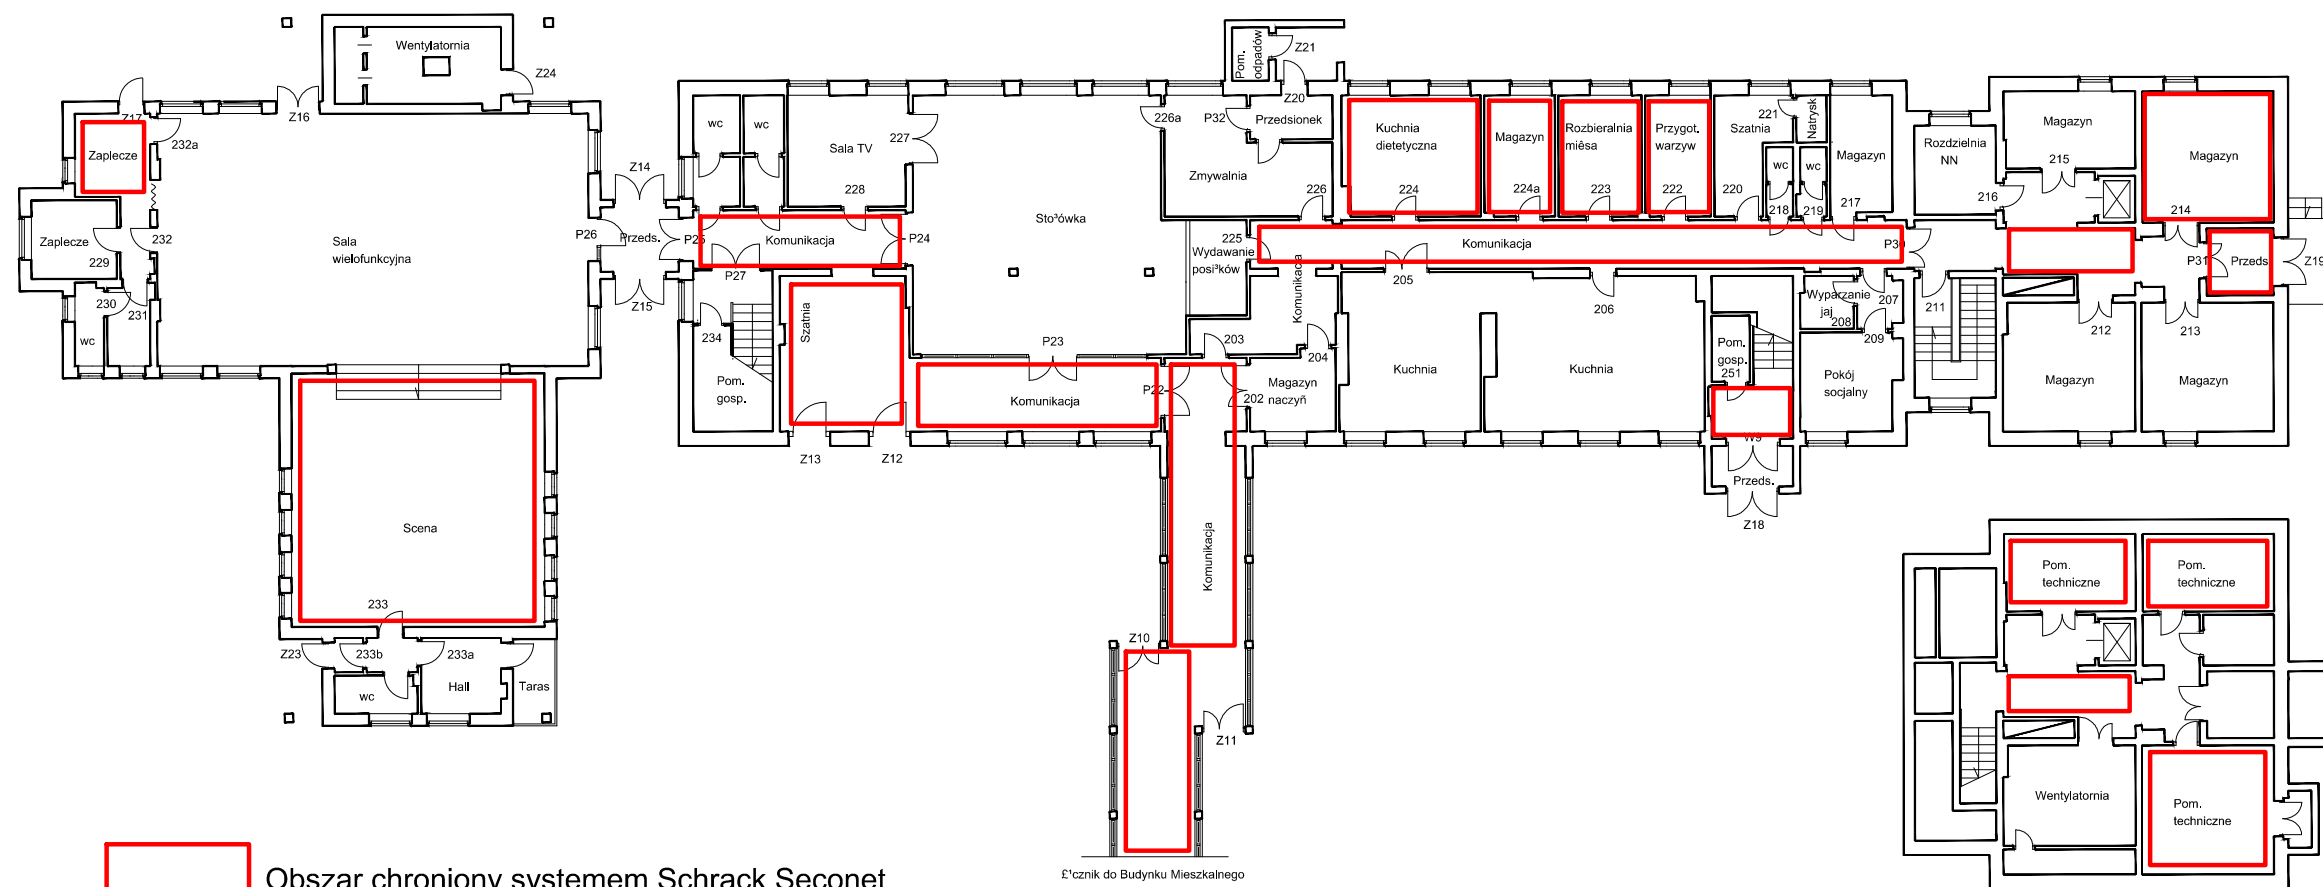 Wentylatornia
Z24
Z17
Z16
232a
Zaplecze
Zaplecze
229
232
230
231
wc
Sala
wielofunkcyjna
P26
Z14
Przeds.
P25
Z15
Scena
233
Z23
233b
233a
wc
Hall
Taras
wc
wc
Sala TV
227
228
Komunikacja
P24
P27
234
Pom.
gosp.
Szatnia
Z13
Z12
Sto³ówka
P23
Komunikacja
P22
Pom.
odpadów
Z21
Z20
226a
P32
Przedsionek
Zmywalnia
226
225
Wydawanie
posi³ków
Komunikacja
203
204
202
Magazyn
naczyñ
Komunikacja
Z10
Z11
£¹cznik do Budynku Mieszkalnego
Kuchnia
dietetyczna
224
Magazyn
224a
Rozbieralnia
miêsa
223
Przygot.
warzyw
222
Szatnia
221
Natrysk
220
wc
wc
218
219
Magazyn
217
Komunikacja
P30
205
206
Kuchnia
Kuchnia
Pom.
gosp.
251
W9
Przeds.
Z18
Wyparzanie
jaj
208
207
209
Pokój
socjalny
211
Rozdzielnia
NN
216
Magazyn
215
Magazyn
214
P31
Przeds
Z19
212
213
Magazyn
Magazyn
Pom.
techniczne
Pom.
techniczne
Wentylatornia
Pom.
techniczne
Obszar chroniony systemem Schrack Seconet